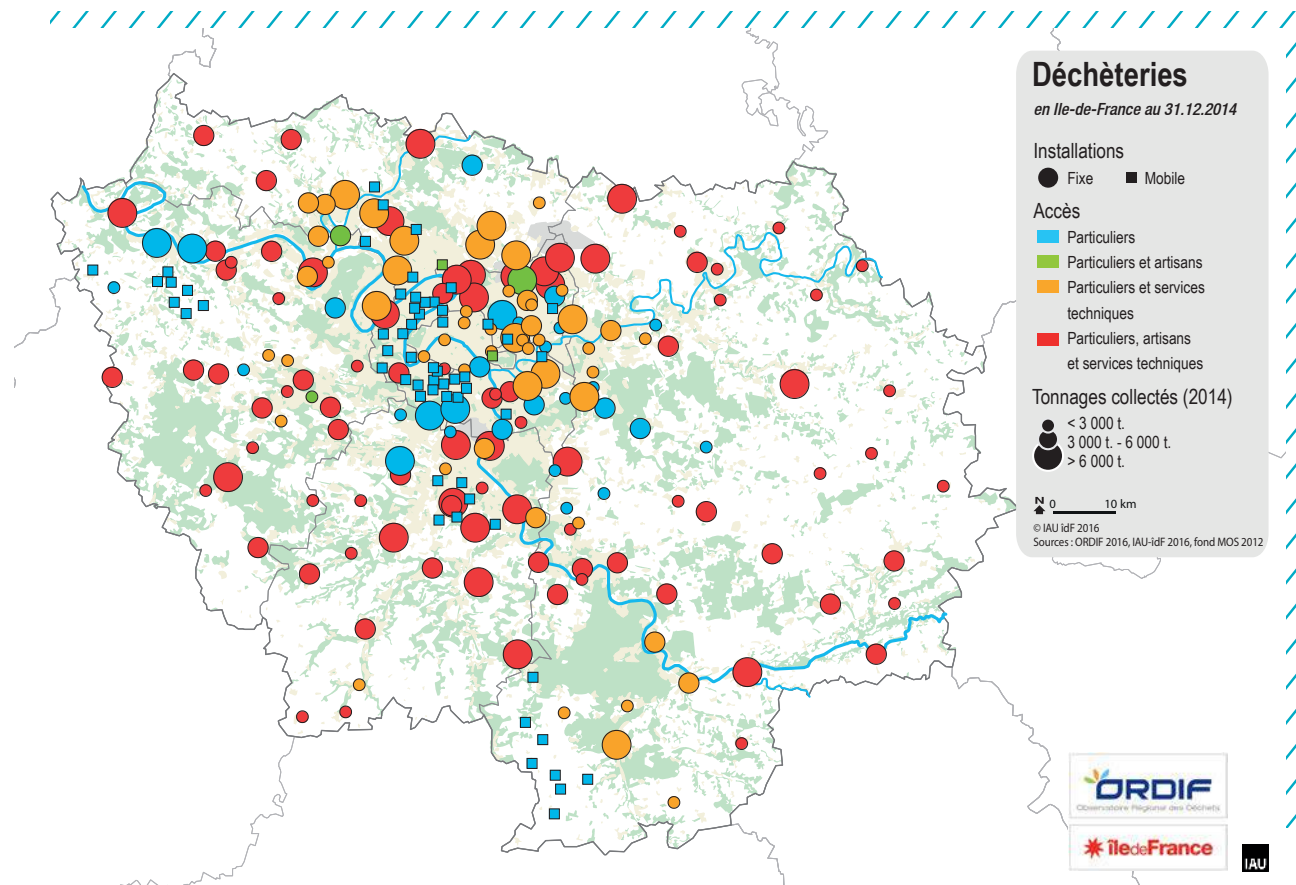 Déchèteries
en Ile-de-France au 31.12.2014
Installations
Fixe Mobile
Accès
Particuliers
Particuliers et artisans
Particuliers et services
techniques
Particuliers, artisans
et services techniques
Tonnages collectés (2014)
< 3 000 t.
3 000 t. - 6 000 t.
> 6 000 t.
N 0 10 km
© IAU îdF 2016
Sources : ORDIF 2016, IAU-îdF 2016, fond MOS 2012
ORDIF
Observatoire Régional des Déchets
îledeFrance
IAU